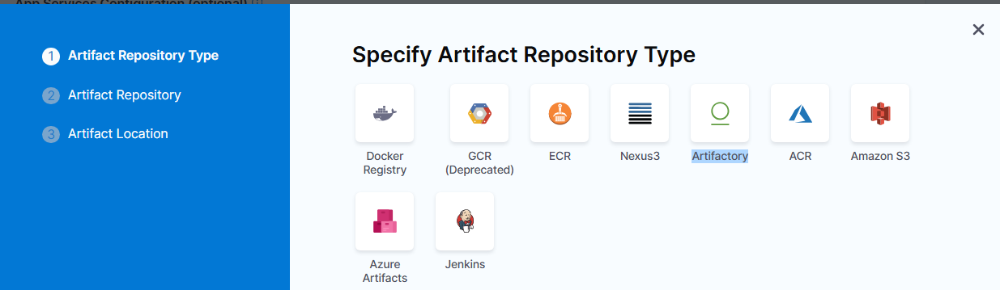 App Services Configuration (optional)
1 Artifact Repository Type
2 Artifact Repository
3 Artifact Location
Specify Artifact Repository Type
Docker
Registry
GCR
(Deprecated)
ECR
Nexus3
Artifactory
ACR
Amazon S3
Azure
Artifacts
Jenkins